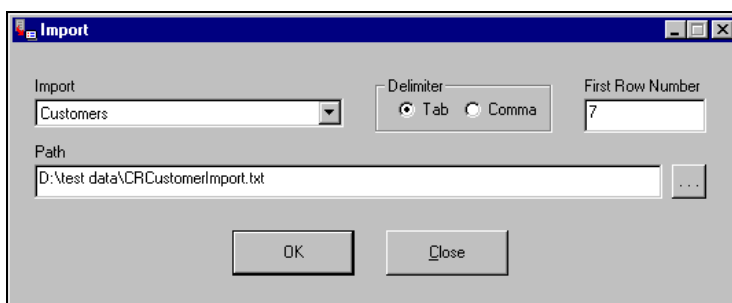 Import
Import
Delimiter
First Row Number
Customers
Tab
Comma
7
Path
D:\test data\CRCustomerImport.txt
...
OK
Close